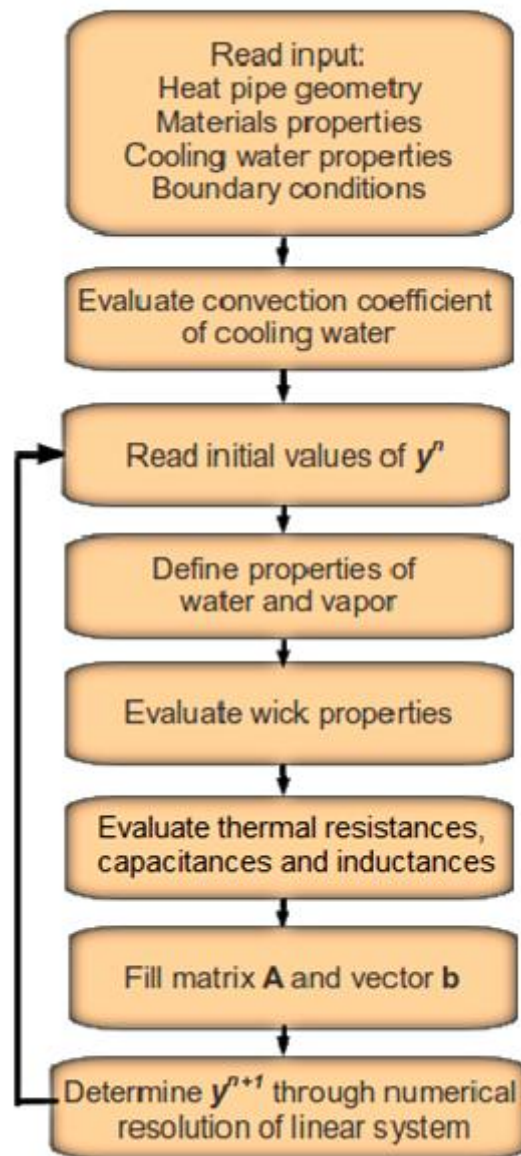 Read input:
Heat pipe geometry
Materials properties
Cooling water properties
Boundary conditions
Evaluate convection coefficient
of cooling water
Read initial values of yⁿ
Define properties of
water and vapor
Evaluate wick properties
Evaluate thermal resistances,
capacitances and inductances
Fill matrix A and vector b
Determine yⁿ⁺¹ through numerical
resolution of linear system